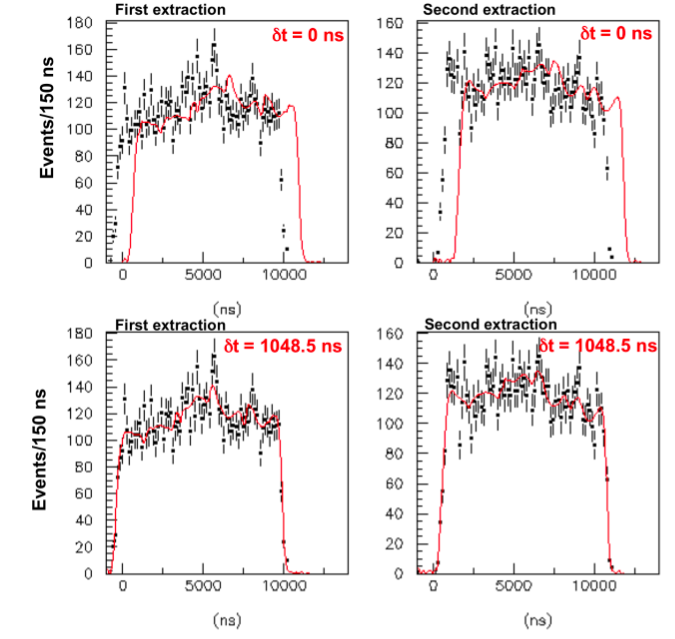 First extraction
δt = 0 ns
Events/150 ns
180
160
140
120
100
80
60
40
20
0
0 5000 10000
(ns)
Second extraction
δt = 0 ns
160
140
120
100
80
60
40
20
0
0 5000 10000
(ns)
First extraction
δt = 1048.5 ns
Events/150 ns
180
160
140
120
100
80
60
40
20
0
0 5000 10000
(ns)
Second extraction
δt = 1048.5 ns
160
140
120
100
80
60
40
20
0
0 5000 10000
(ns)